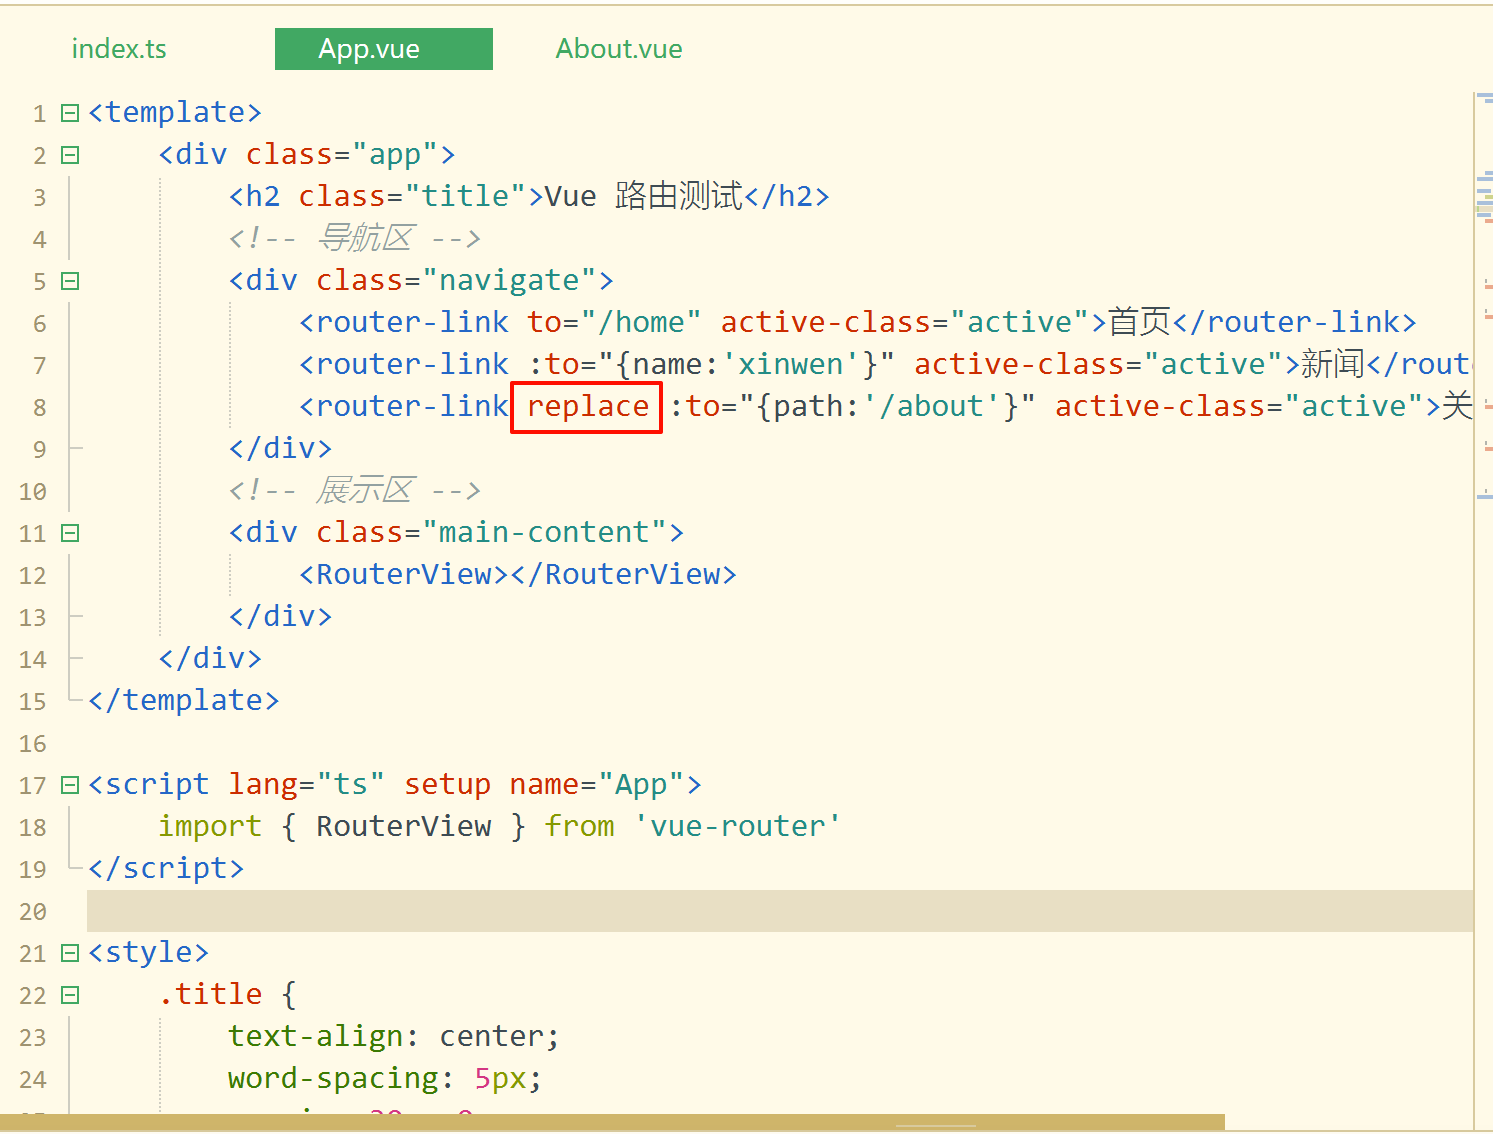 index.ts App.vue About.vue
1 <template>
2 <div class="app">
3 <h2 class="title">Vue 路由测试</h2>
4 <!-- 导航区 -->
5 <div class="navigate">
6 <router-link to="/home" active-class="active">首页</router-link>
7 <router-link :to="{name:'xinwen'}" active-class="active">新闻</rout
8 <router-link replace :to="{path:'/about'}" active-class="active">关
9 </div>
10 <!-- 展示区 -->
11 <div class="main-content">
12 <RouterView></RouterView>
13 </div>
14 </div>
15 </template>
16
17 <script lang="ts" setup name="App">
18 import { RouterView } from 'vue-router'
19 </script>
20
21 <style>
22 .title {
23 text-align: center;
24 word-spacing: 5px;